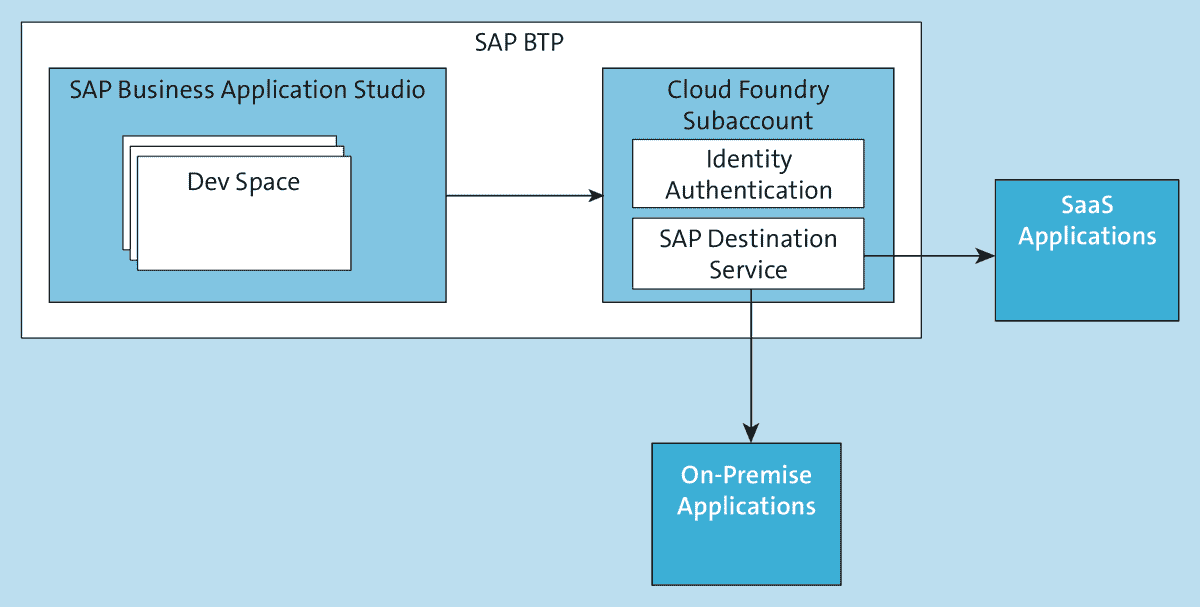 SAP BTP
SAP Business Application Studio
Dev Space
Cloud Foundry
Subaccount
Identity
Authentication
SAP Destination
Service
SaaS
Applications
On-Premise
Applications